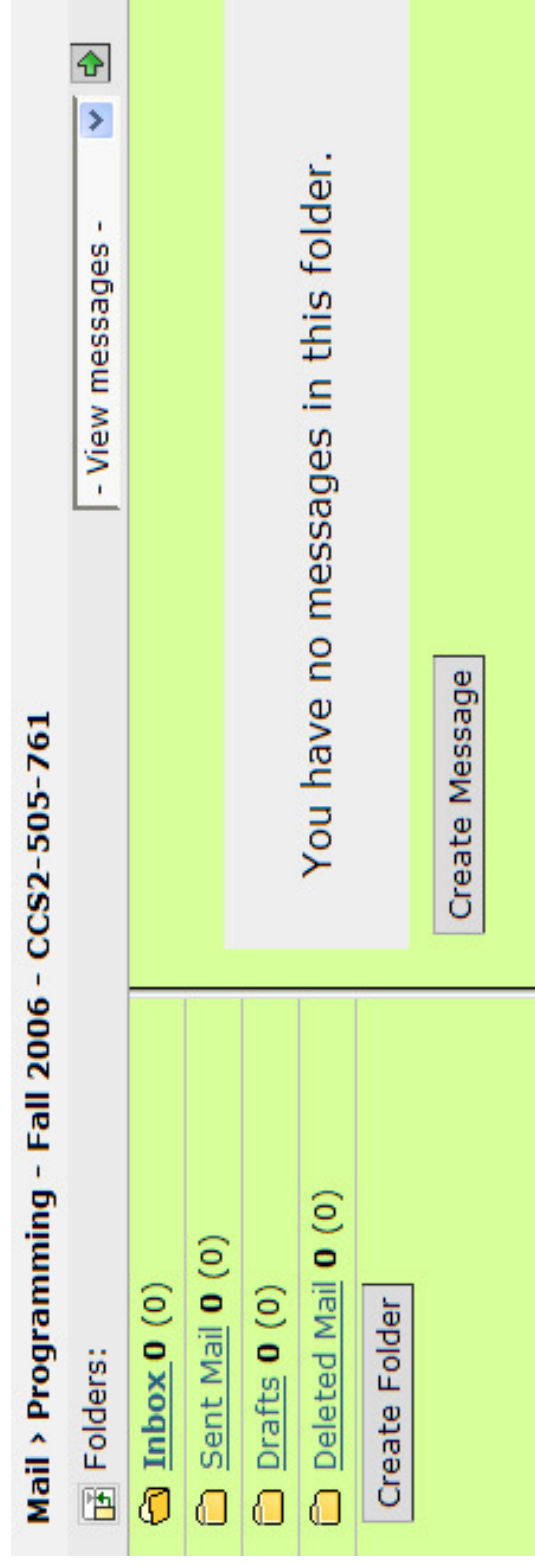 Mail > Programming - Fall 2006 - CCS2-505-761
Folders:
- View messages -
Inbox 0 (0)
Sent Mail 0 (0)
Drafts 0 (0)
Deleted Mail 0 (0)
Create Folder
You have no messages in this folder.
Create Message